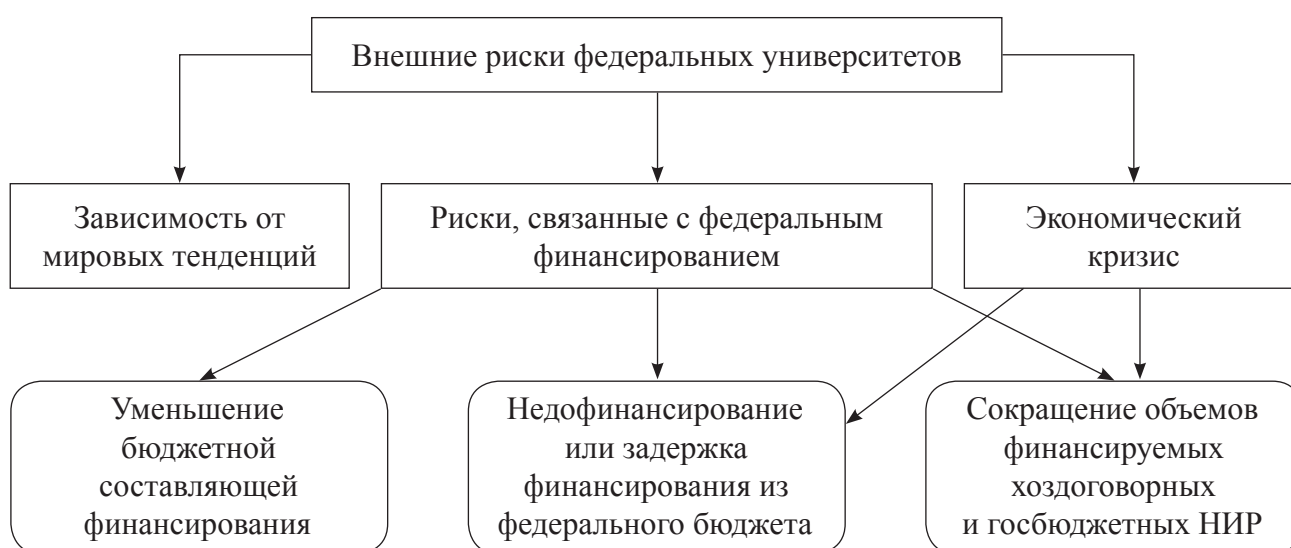 Внешние риски федеральных университетов
Зависимость от
мировых тенденций
Риски, связанные с федеральным
финансированием
Экономический
кризис
Уменьшение
бюджетной
составляющей
финансирования
Недофинансирование
или задержка
финансирования из
федерального бюджета
Сокращение объемов
финансируемых
хоздоговорных
и госбюджетных НИР